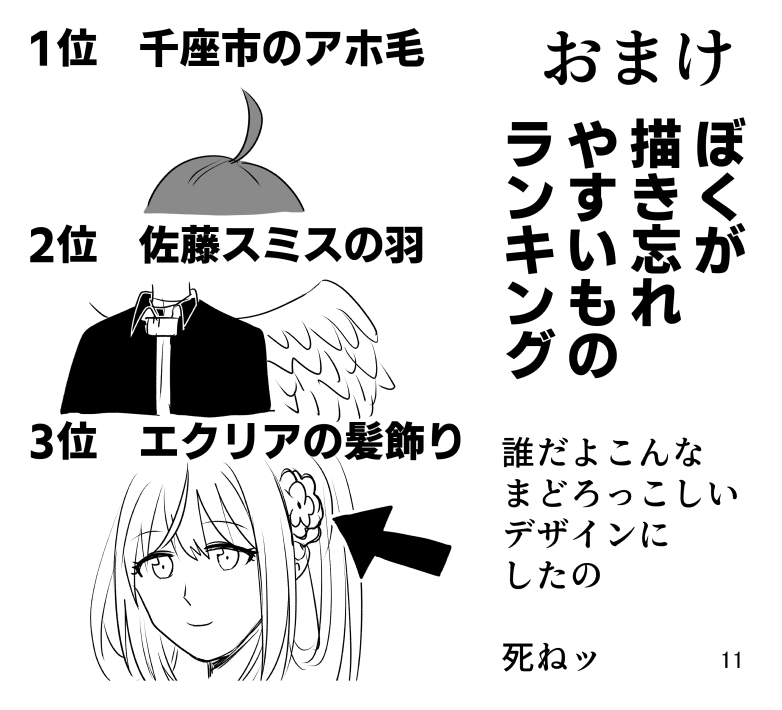 おまけ
ぼくが
描き忘れ
やすいもの
ランキング
1位　千座市のアホ毛
2位　佐藤スミスの羽
3位　エクリアの髪飾り
誰だよこんな
まどろっこしい
デザインに
したの
死ねッ
11